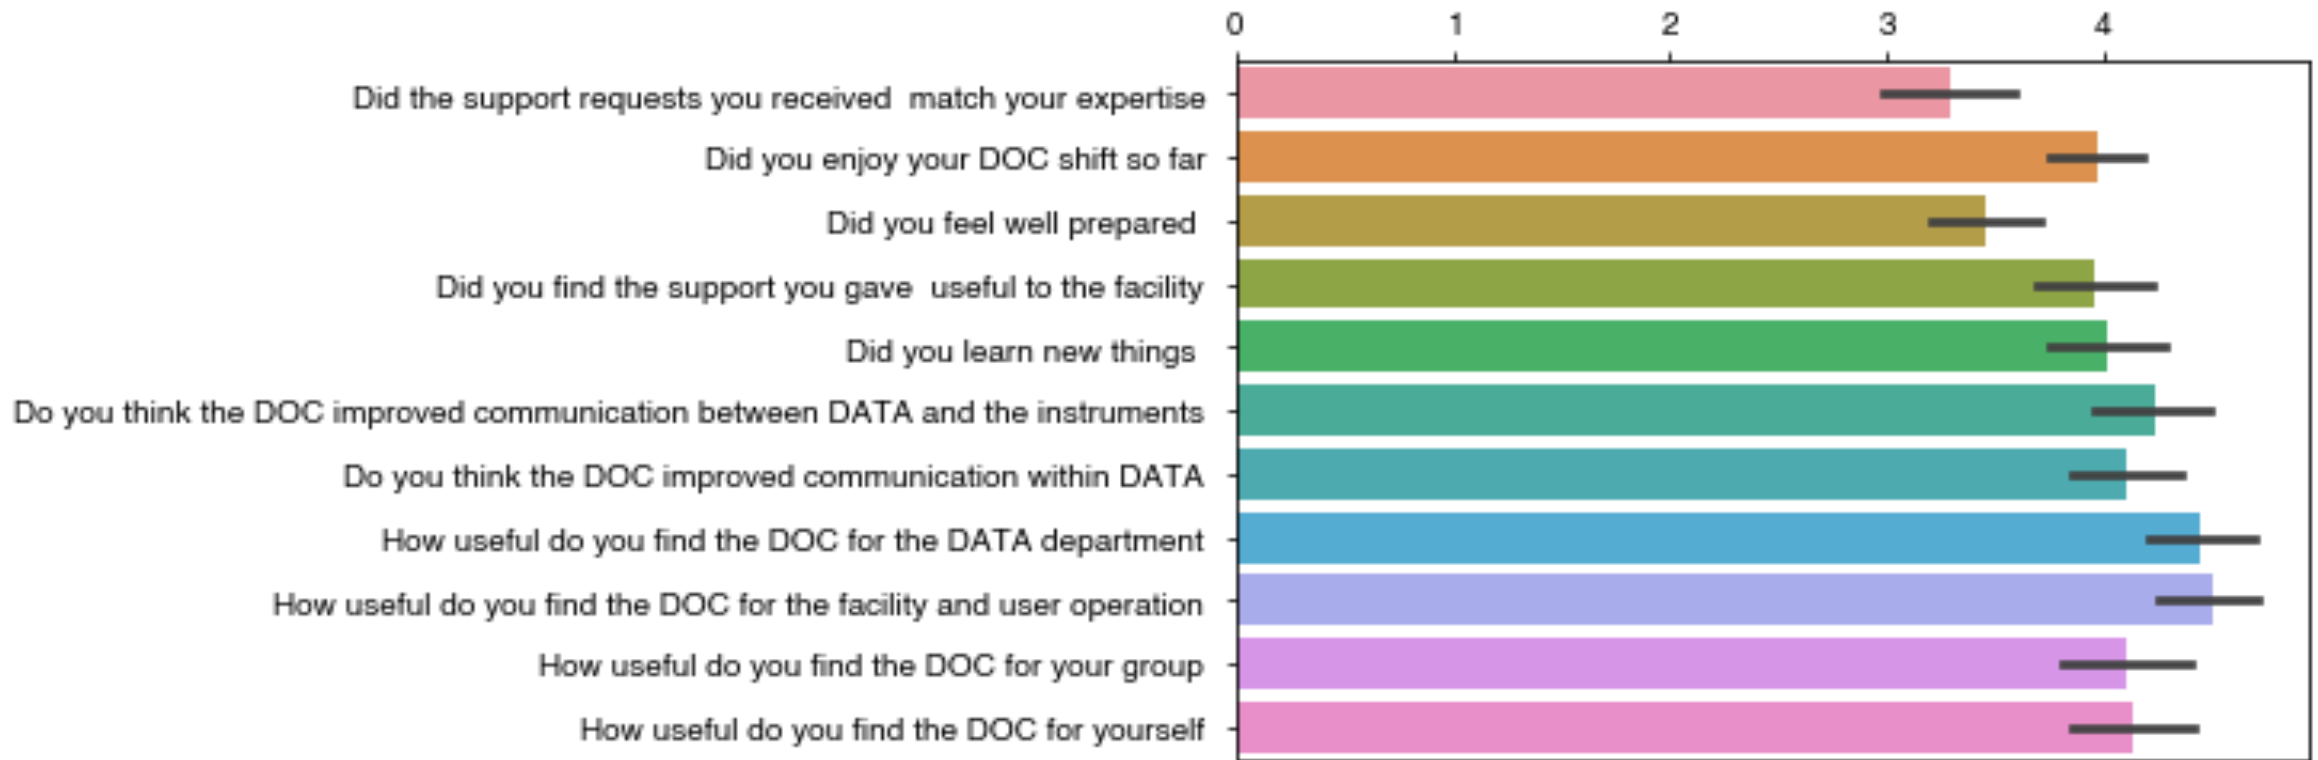 0 1 2 3 4
Did the support requests you received  match your expertise
Did you enjoy your DOC shift so far
Did you feel well prepared
Did you find the support you gave  useful to the facility
Did you learn new things
Do you think the DOC improved communication between DATA and the instruments
Do you think the DOC improved communication within DATA
How useful do you find the DOC for the DATA department
How useful do you find the DOC for the facility and user operation
How useful do you find the DOC for your group
How useful do you find the DOC for yourself